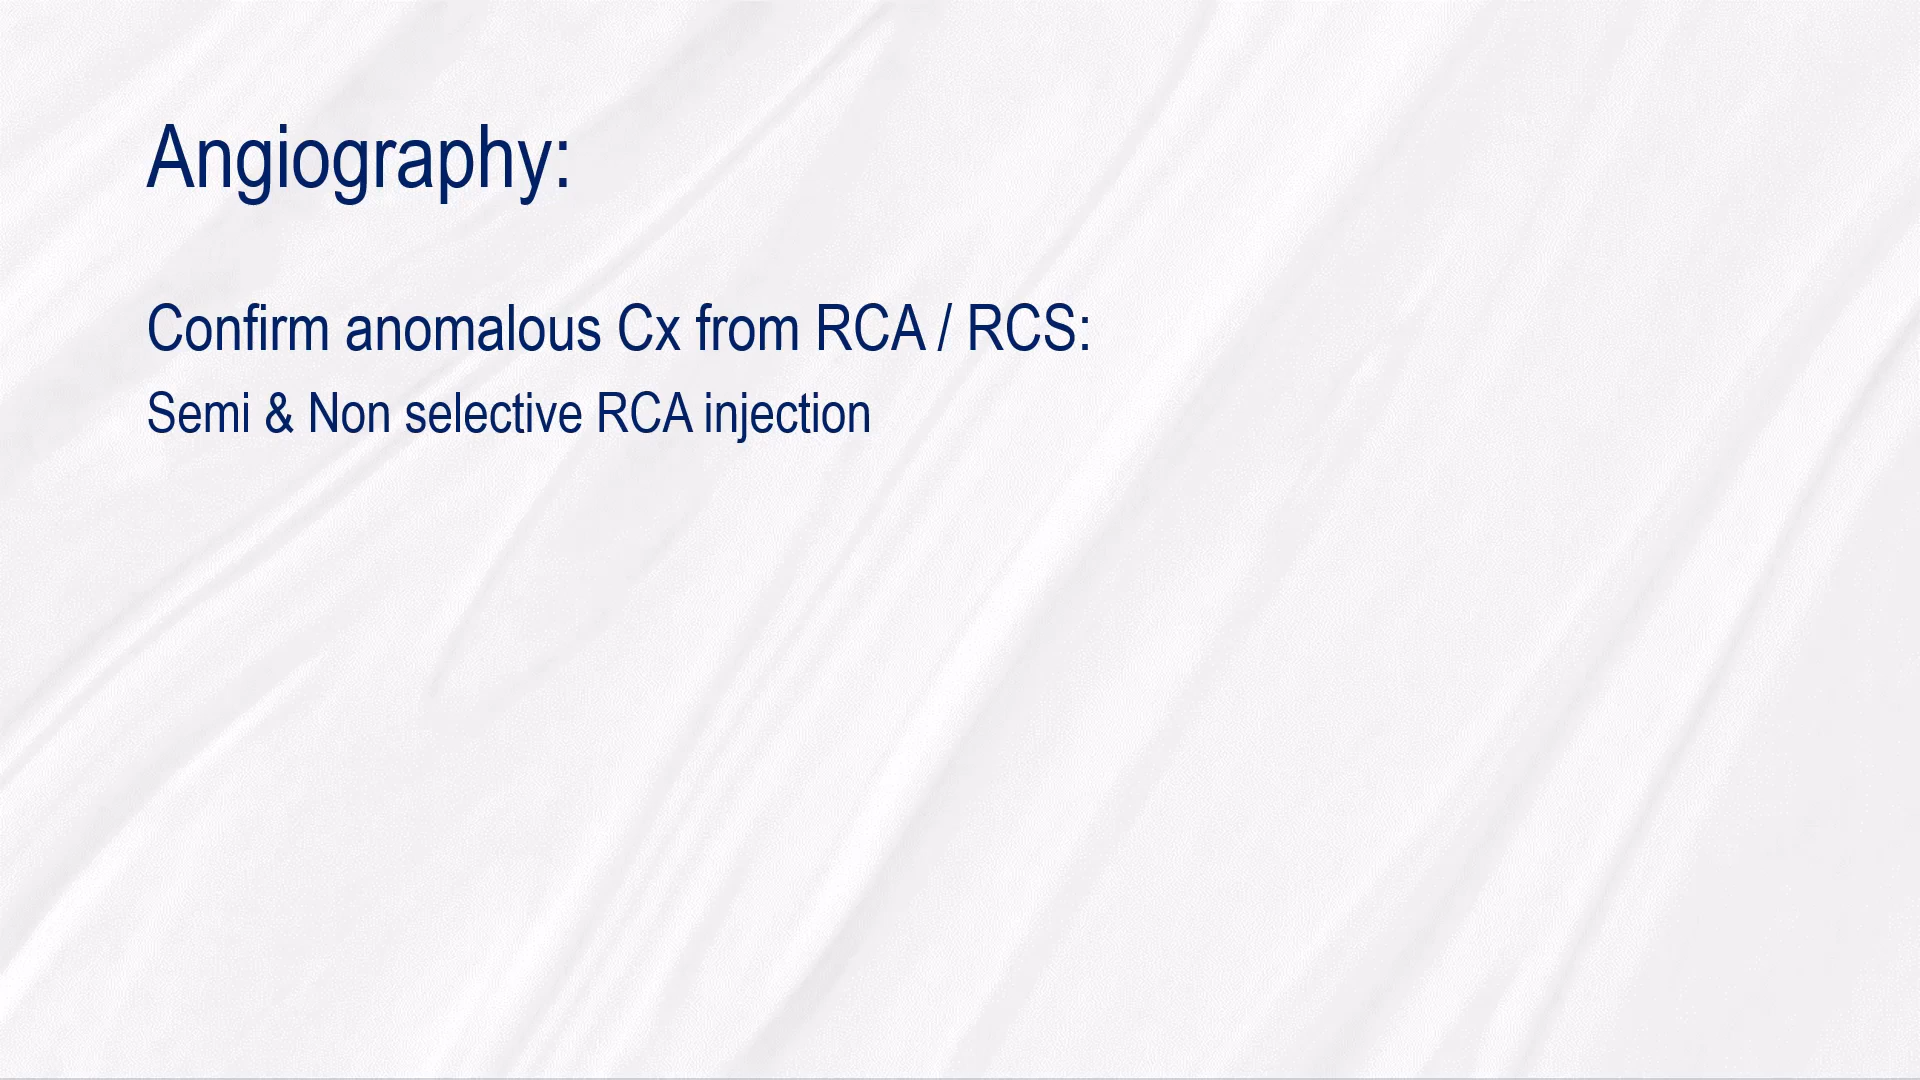 Angiography:
Confirm anomalous Cx from RCA / RCS:
Semi & Non selective RCA injection